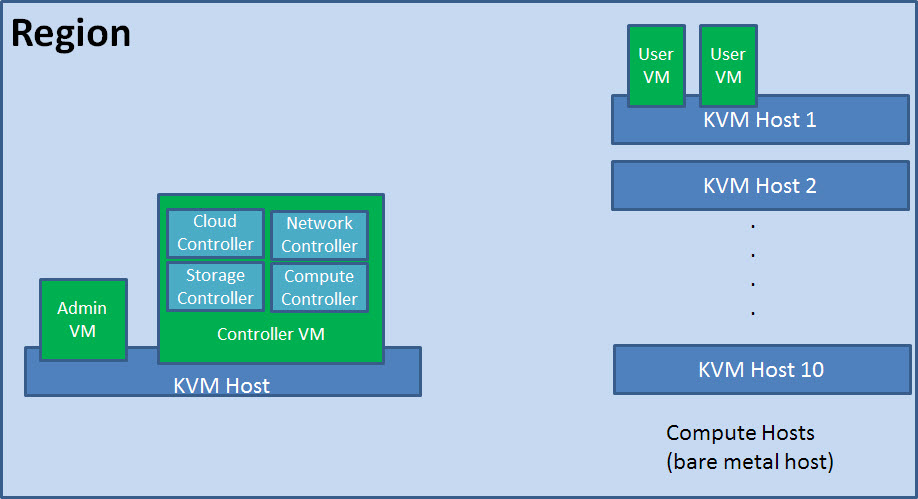 Region
User
VM
User
VM
KVM Host 1
KVM Host 2
Cloud
Controller
Network
Controller
Storage
Controller
Compute
Controller
Controller VM
Admin
VM
KVM Host
KVM Host 10
Compute Hosts
(bare metal host)